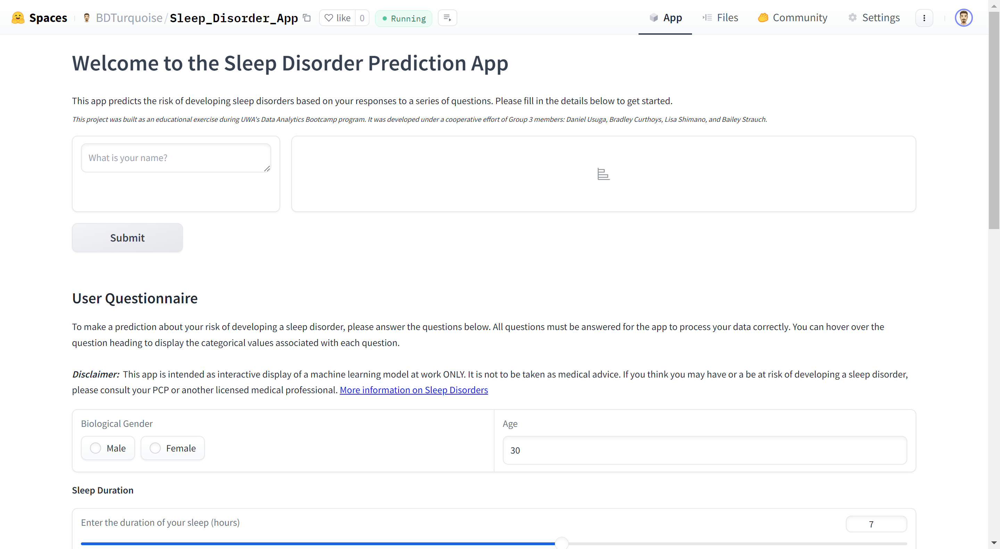 Spaces BDTurquoise/Sleep_Disorder_App like 0 Running App Files Community Settings
Welcome to the Sleep Disorder Prediction App
This app predicts the risk of developing sleep disorders based on your responses to a series of questions. Please fill in the details below to get started.
This project was built as an educational exercise during UWA's Data Analytics Bootcamp program. It was developed under a cooperative effort of Group 3 members: Daniel Usuga, Bradley Curthoys, Lisa Shimano, and Bailey Strauch.
What is your name?
Submit
User Questionnaire
To make a prediction about your risk of developing a sleep disorder, please answer the questions below. All questions must be answered for the app to process your data correctly. You can hover over the
question heading to display the categorical values associated with each question.
Disclaimer: This app is intended as interactive display of a machine learning model at work ONLY. It is not to be taken as medical advice. If you think you may have or a be at risk of developing a sleep disorder,
please consult your PCP or another licensed medical professional. More information on Sleep Disorders
Biological Gender
Male Female
Age
30
Sleep Duration
Enter the duration of your sleep (hours) 7